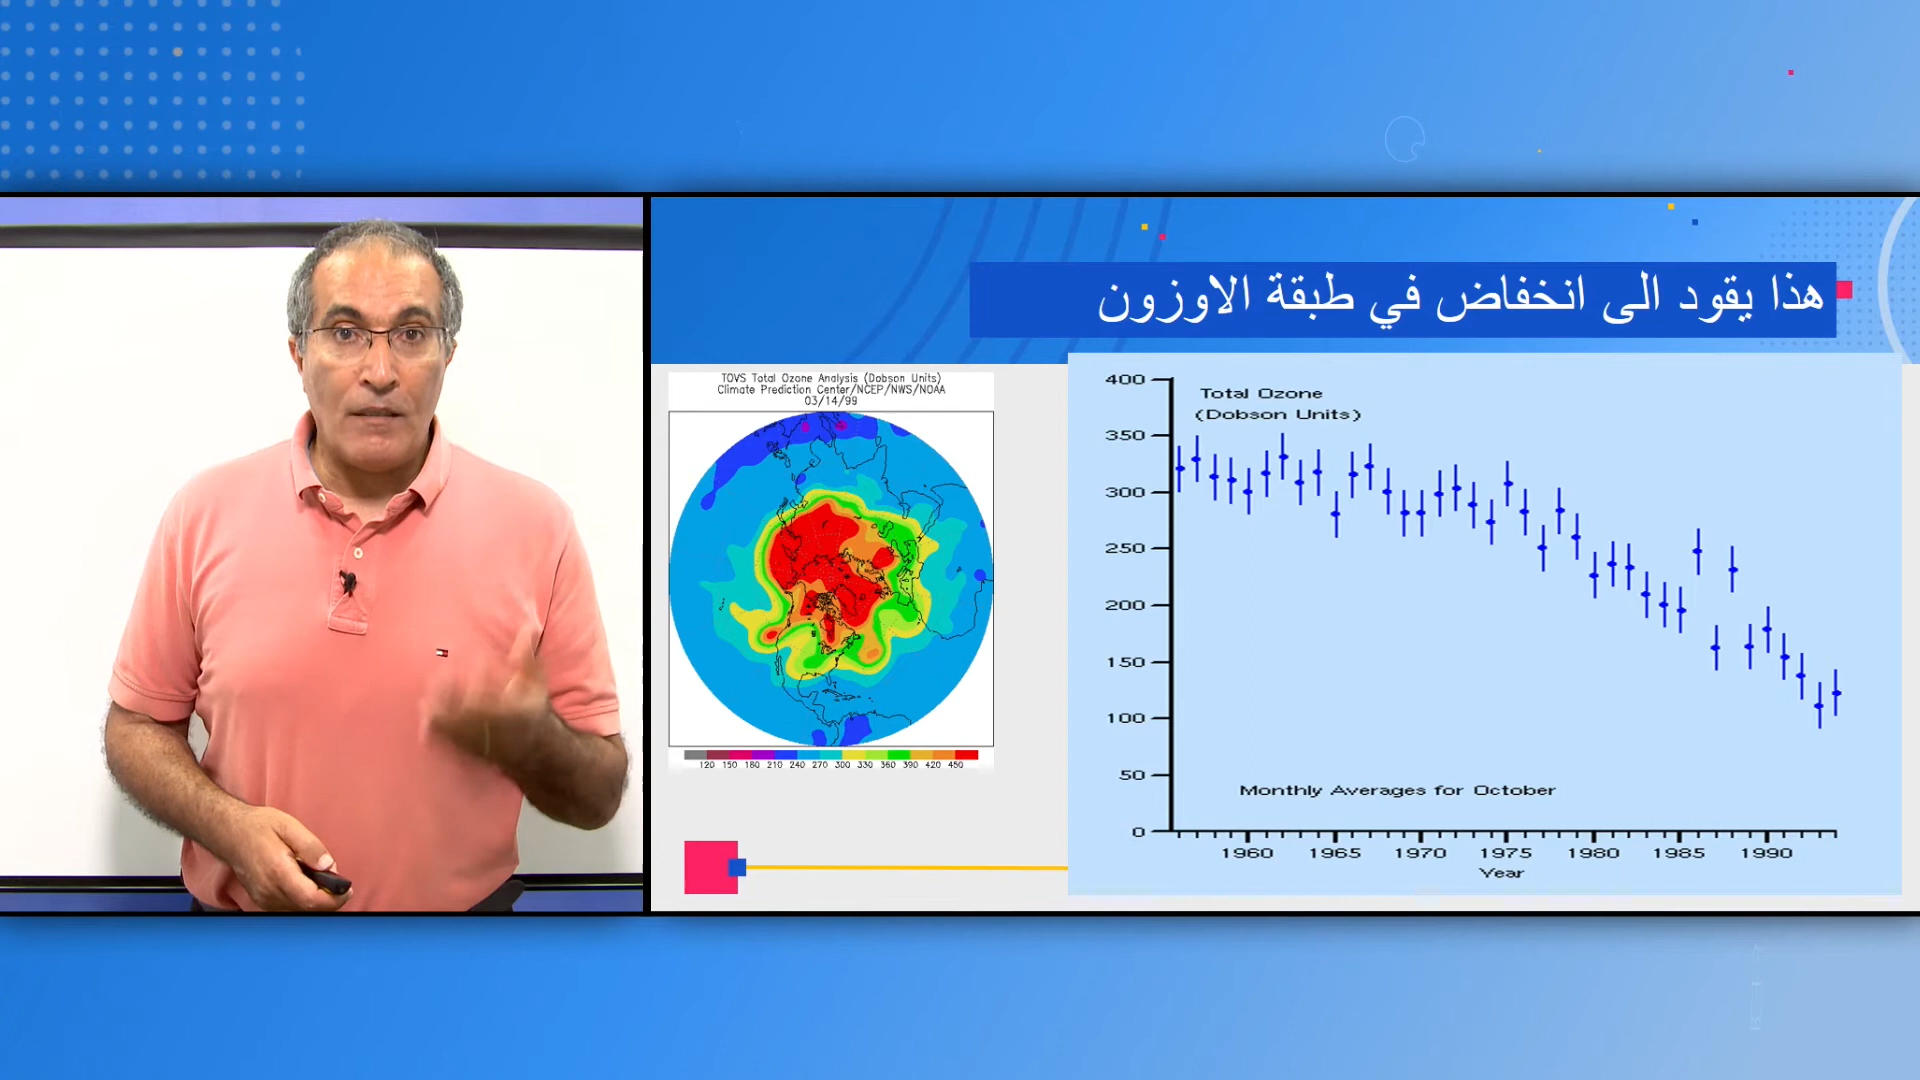 هذا يقود الى انخفاض في طبقة الاوزون
TOVS Total Ozone Analysis (Dobson Units)
Climate Prediction Center/NCEP/NWS/NOAA
03/14/99
120 150 180 210 240 270 300 330 360 390 420 450
Total Ozone
(Dobson Units)
400
350
300
250
200
150
100
50
0
Monthly Averages for October
1960 1965 1970 1975 1980 1985 1990
Year